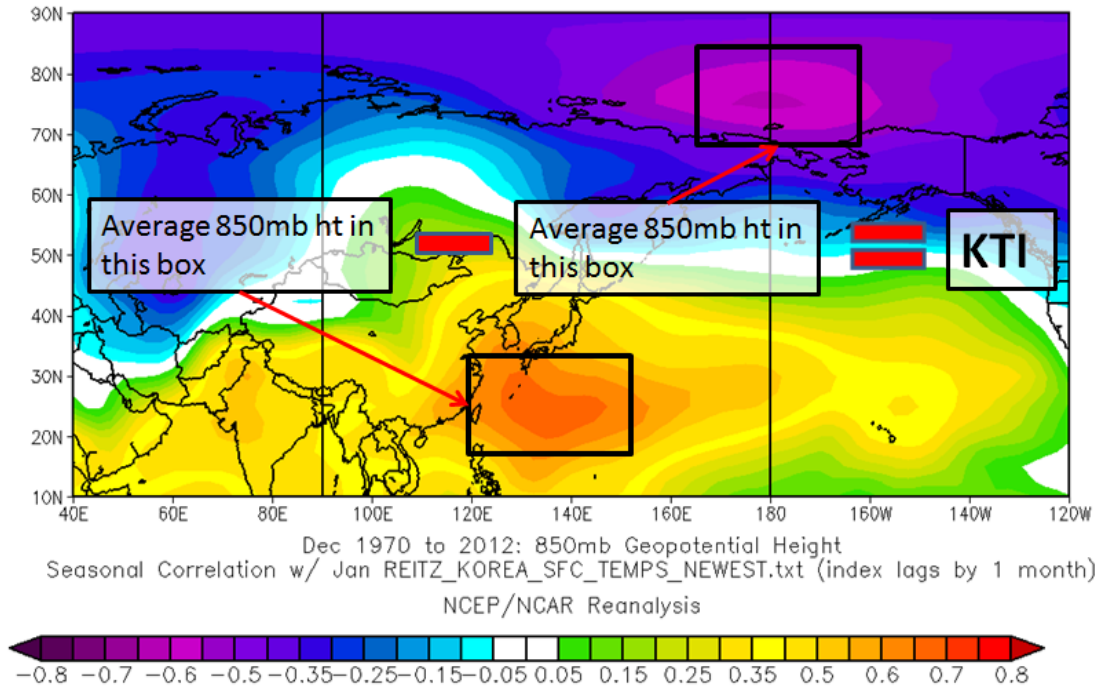 90N
80N
70N
60N
50N
40N
30N
20N
10N
Average 850mb ht in
this box
Average 850mb ht in
this box
KTI
40E 60E 80E 100E 120E 140E 160E 180 160W 140W 120W
Dec 1970 to 2012: 850mb Geopotential Height
Seasonal Correlation w/ Jan REITZ_KOREA_SFC_TEMPS_NEWEST.txt (index lags by 1 month)
NCEP/NCAR Reanalysis
-0.8 -0.7 -0.6 -0.5 -0.35 -0.25 -0.15 -0.05 0.05 0.15 0.25 0.35 0.5 0.6 0.7 0.8